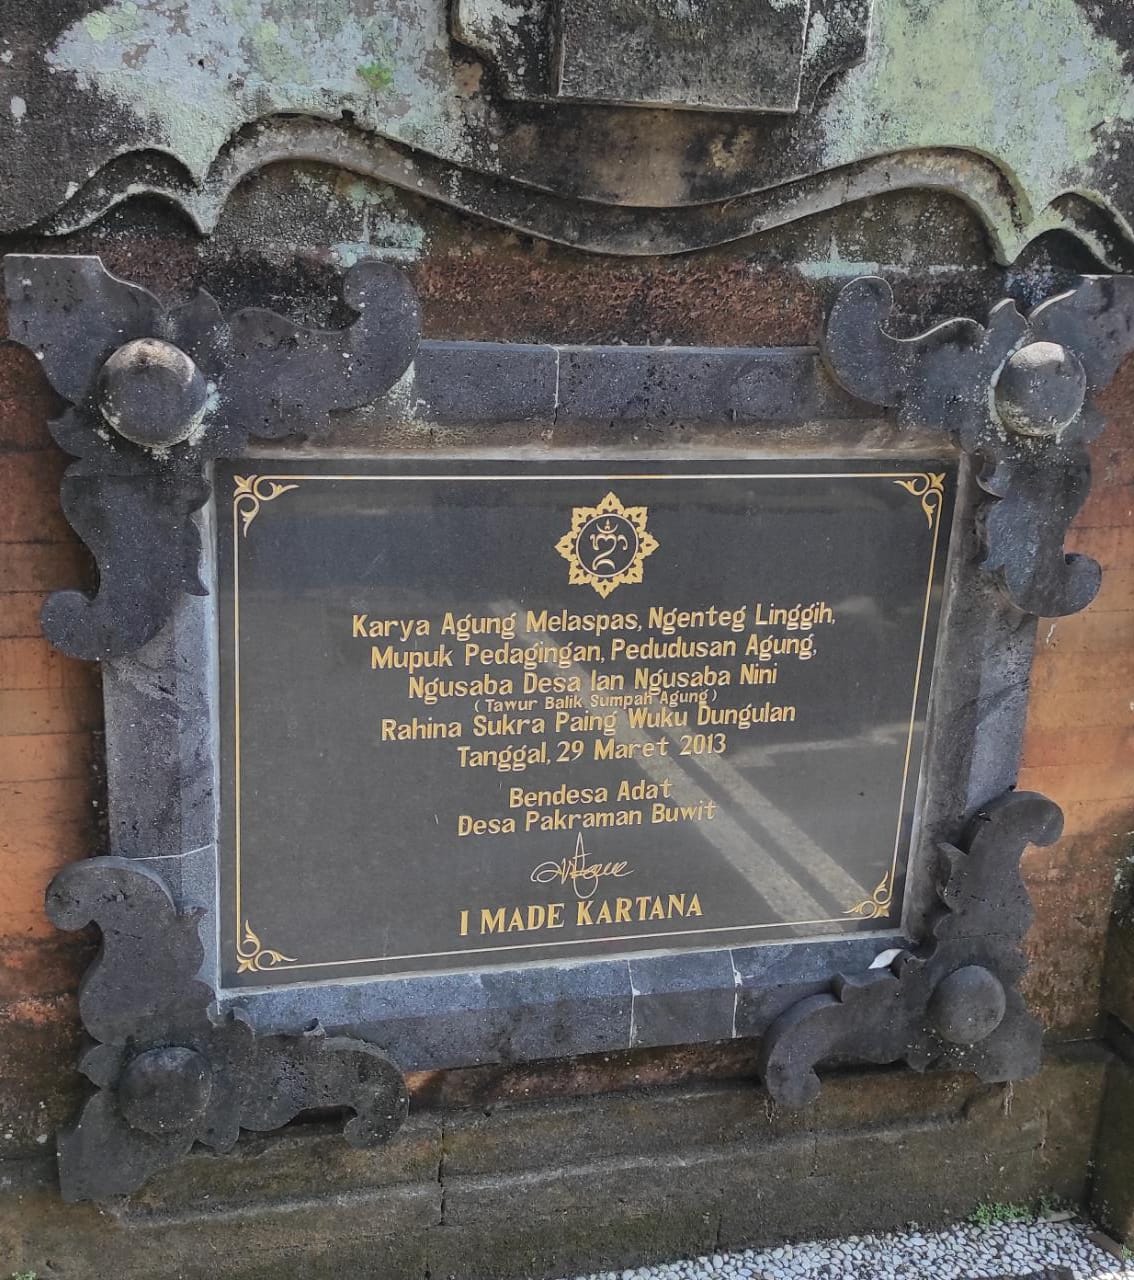 ᬒᬁ
Karya Agung Melaspas, Ngenteg Linggih,
Mupuk Pedagingan, Pedudusan Agung,
Ngusaba Desa lan Ngusaba Nini
( Tawur Balik Sumpah Agung )
Rahina Sukra Paing Wuku Dungulan
Tanggal, 29 Maret 2013
Bendesa Adat
Desa Pakraman Buwit
I MADE KARTANA